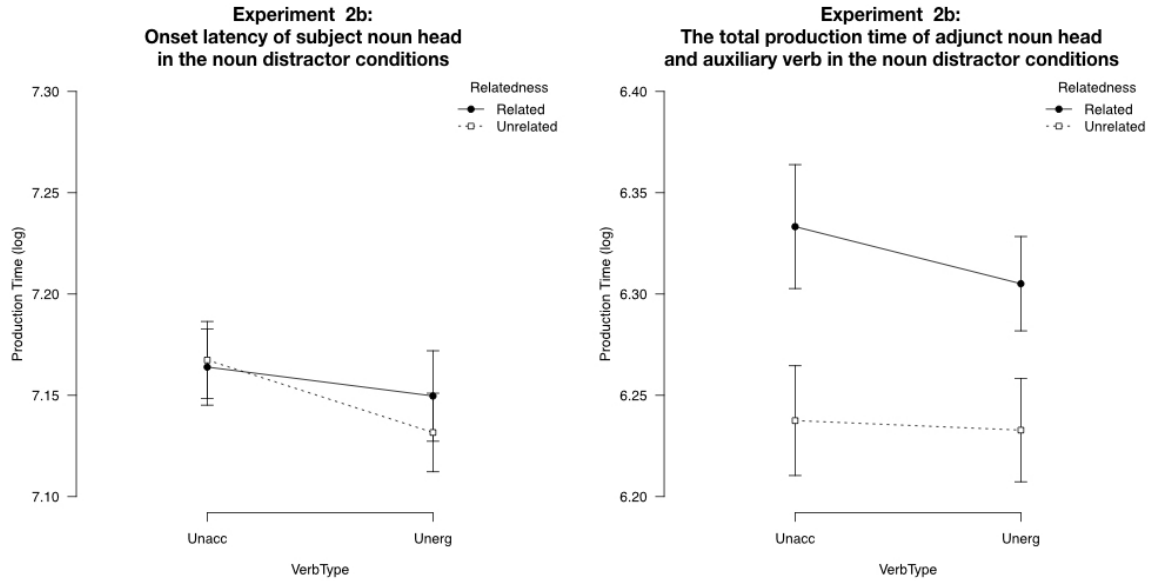 Experiment 2b:
Onset latency of subject noun head
in the noun distractor conditions
Relatedness
Related
Unrelated
7.30
7.25
7.20
7.15
7.10
Production Time (log)
Unacc
Unerg
VerbType
Experiment 2b:
The total production time of adjunct noun head
and auxiliary verb in the noun distractor conditions
Relatedness
Related
Unrelated
6.40
6.35
6.30
6.25
6.20
Production Time (log)
Unacc
Unerg
VerbType